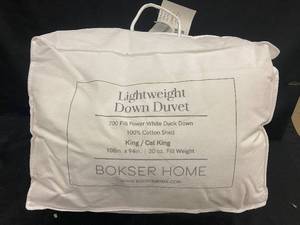 Lightweight
Down Duvet
700 Fill Power White Duck Down
100% Cotton Shell
King / Cal King
108in. x 94in. | 20 oz. Fill Weight
BOKSER HOME